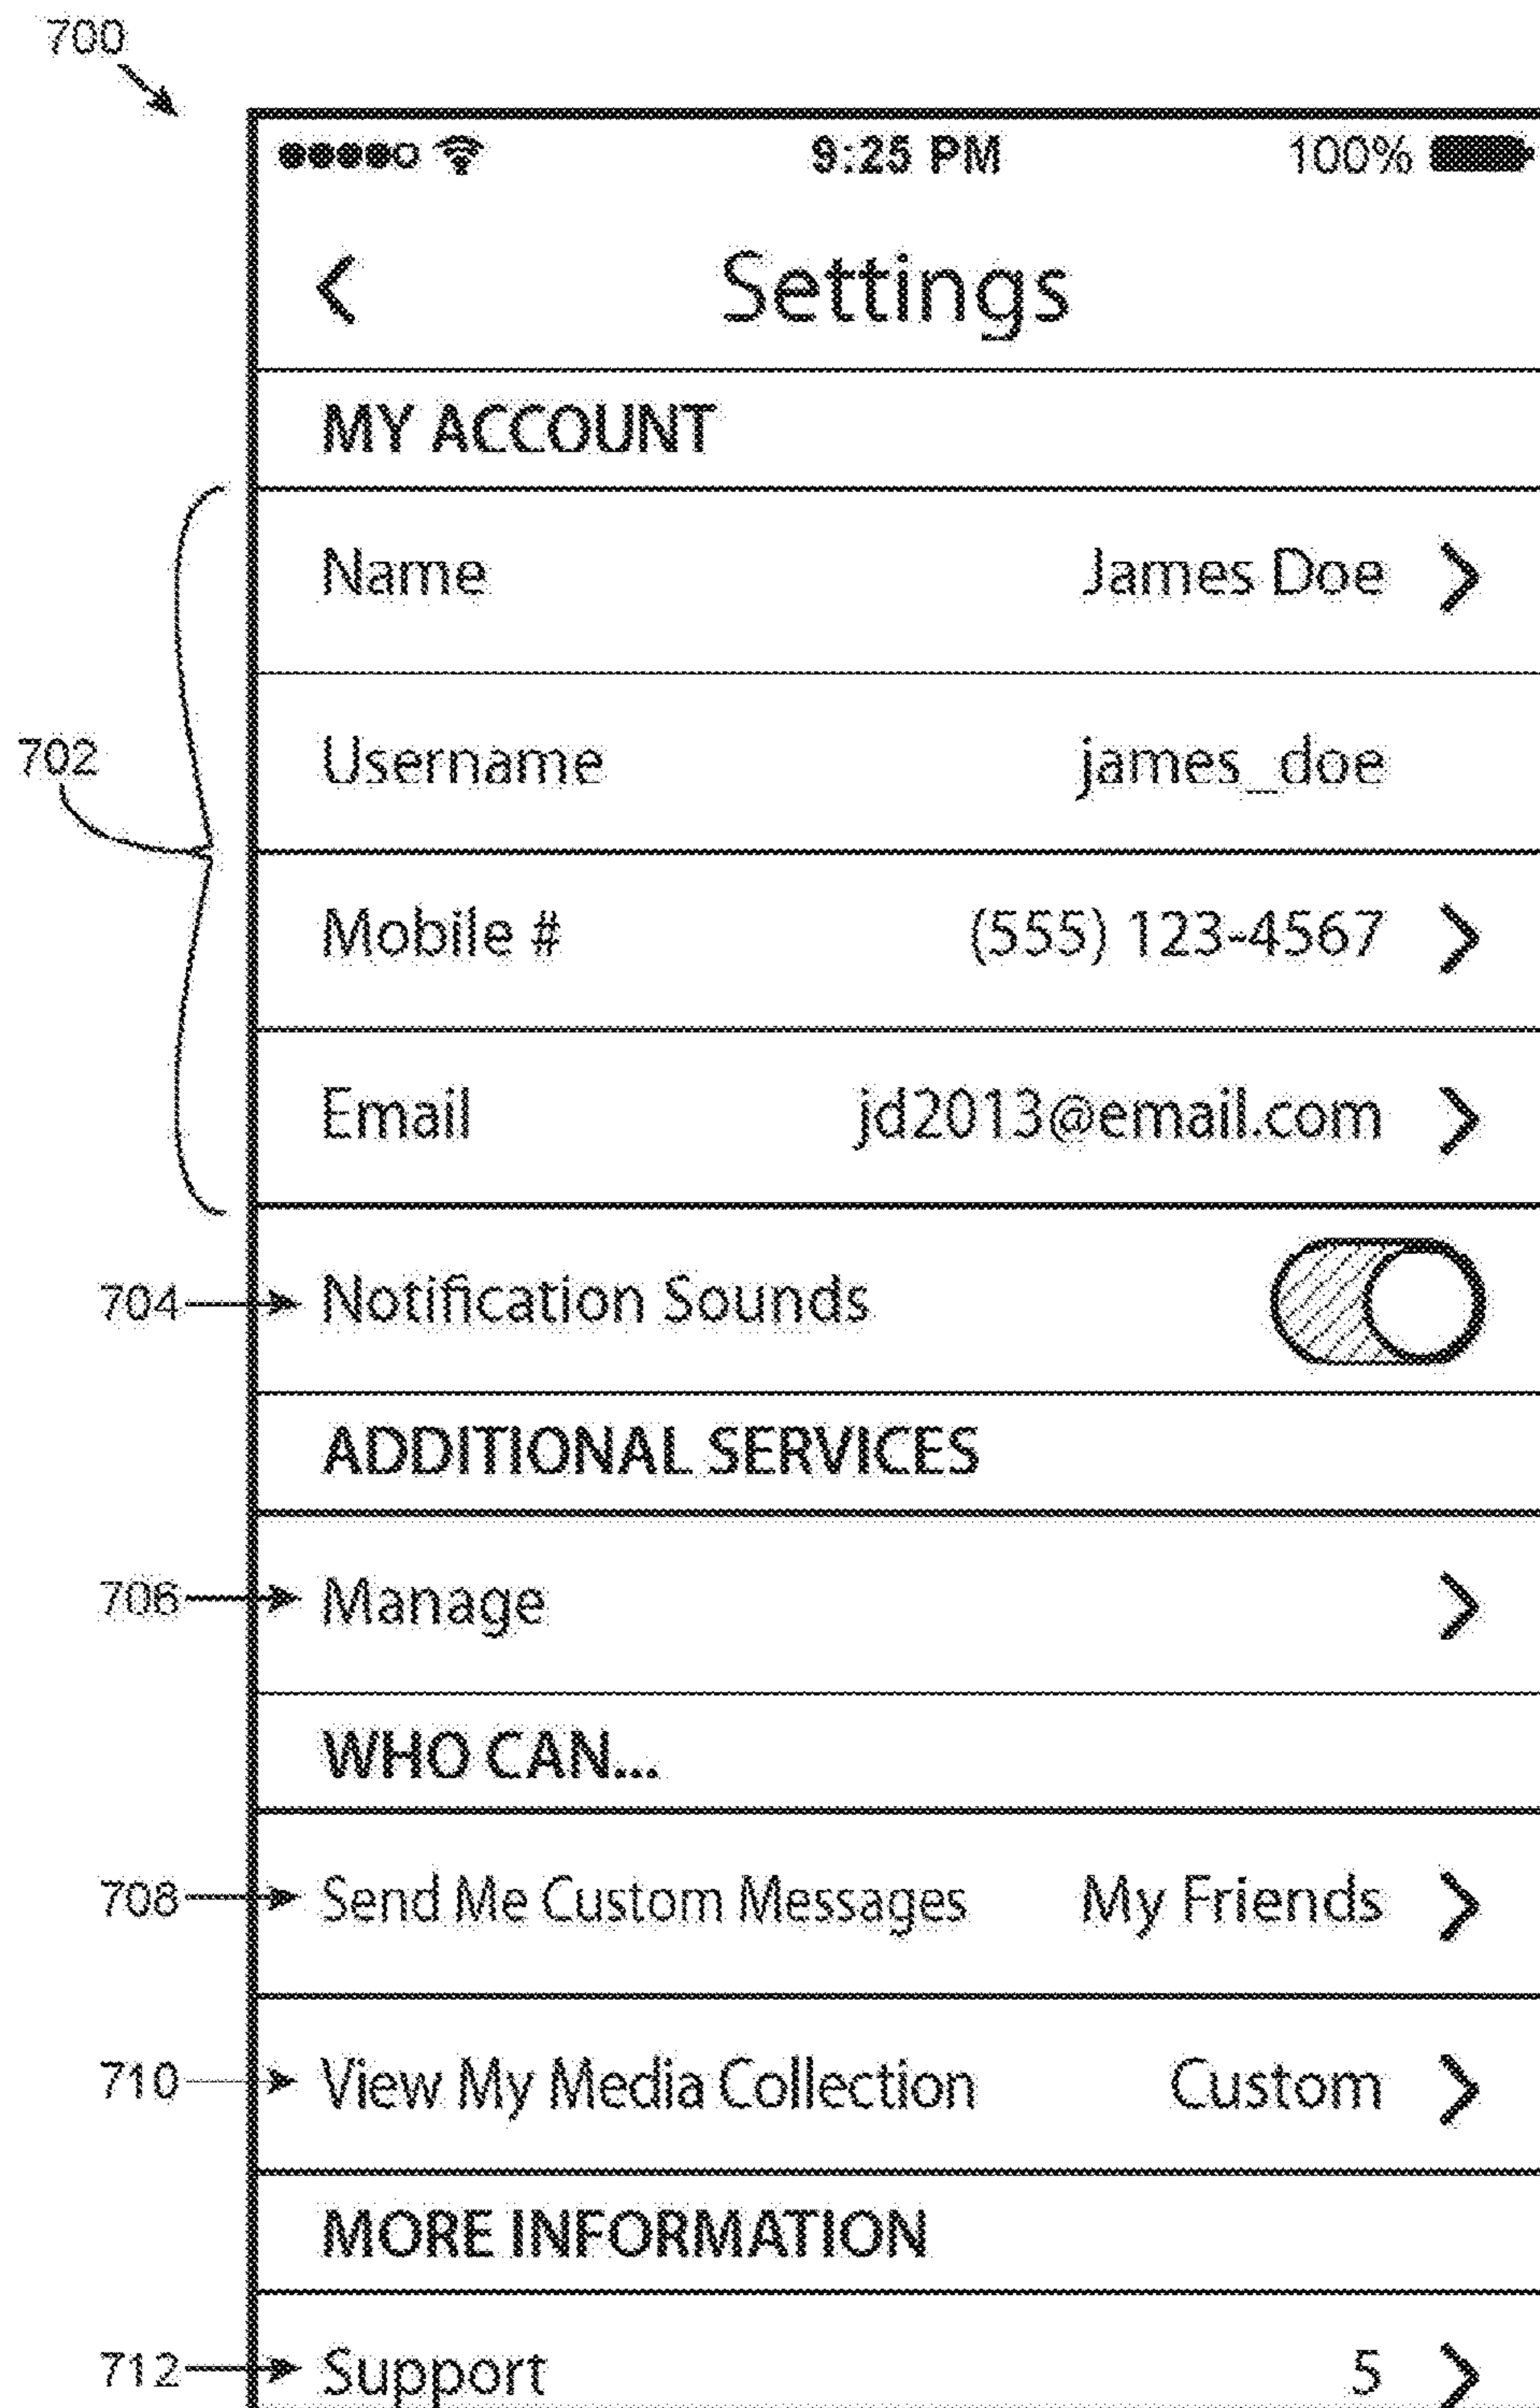 700
9:25 PM 100%
Settings
MY ACCOUNT
Name James Doe
702
Username james_doe
Mobile # (555) 123-4567
Email jd2013@email.com
704 Notification Sounds
ADDITIONAL SERVICES
706 Manage
WHO CAN...
708 Send Me Custom Messages My Friends
710 View My Media Collection Custom
MORE INFORMATION
712 Support 5